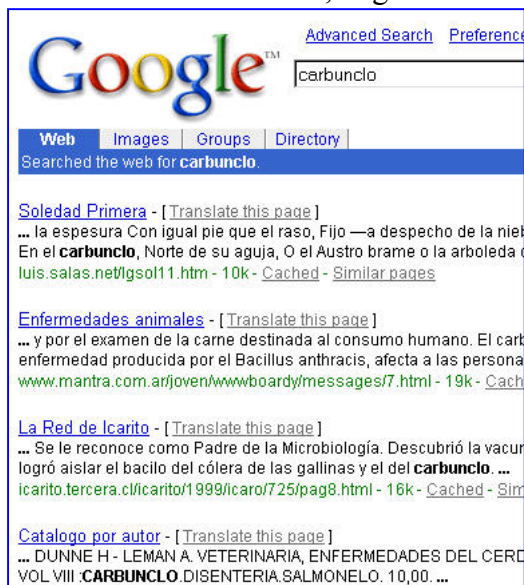 Advanced Search Preference
Google™
carbunclo
Web Images Groups Directory
Searched the web for carbunclo.
Soledad Primera - [ Translate this page ]
... la espesura Con igual pie que el raso, Fijo —a despecho de la nieb
En el carbunclo, Norte de su aguja, O el Austro brame o la arboleda c
luis.salas.net/lgsol11.htm - 10k - Cached - Similar pages
Enfermedades animales - [ Translate this page ]
... y por el examen de la carne destinada al consumo humano. El carb
enfermedad producida por el Bacillus anthracis, afecta a las persona
www.mantra.com.ar/joven/wwwboardy/messages/7.html - 19k - Cach
La Red de Icarito - [ Translate this page ]
... Se le reconoce como Padre de la Microbiología. Descubrió la vacur
logró aislar el bacilo del cólera de las gallinas y el del carbunclo. ...
icarito.tercera.cl/icarito/1999/icaro/725/pag8.html - 16k - Cached - Sim
Catalogo por autor - [ Translate this page ]
... DUNNE H - LEMAN A. VETERINARIA, ENFERMEDADES DEL CERD
VOL VIII :CARBUNCLO.DISENTERIA.SALMONELO. 10,00. ...